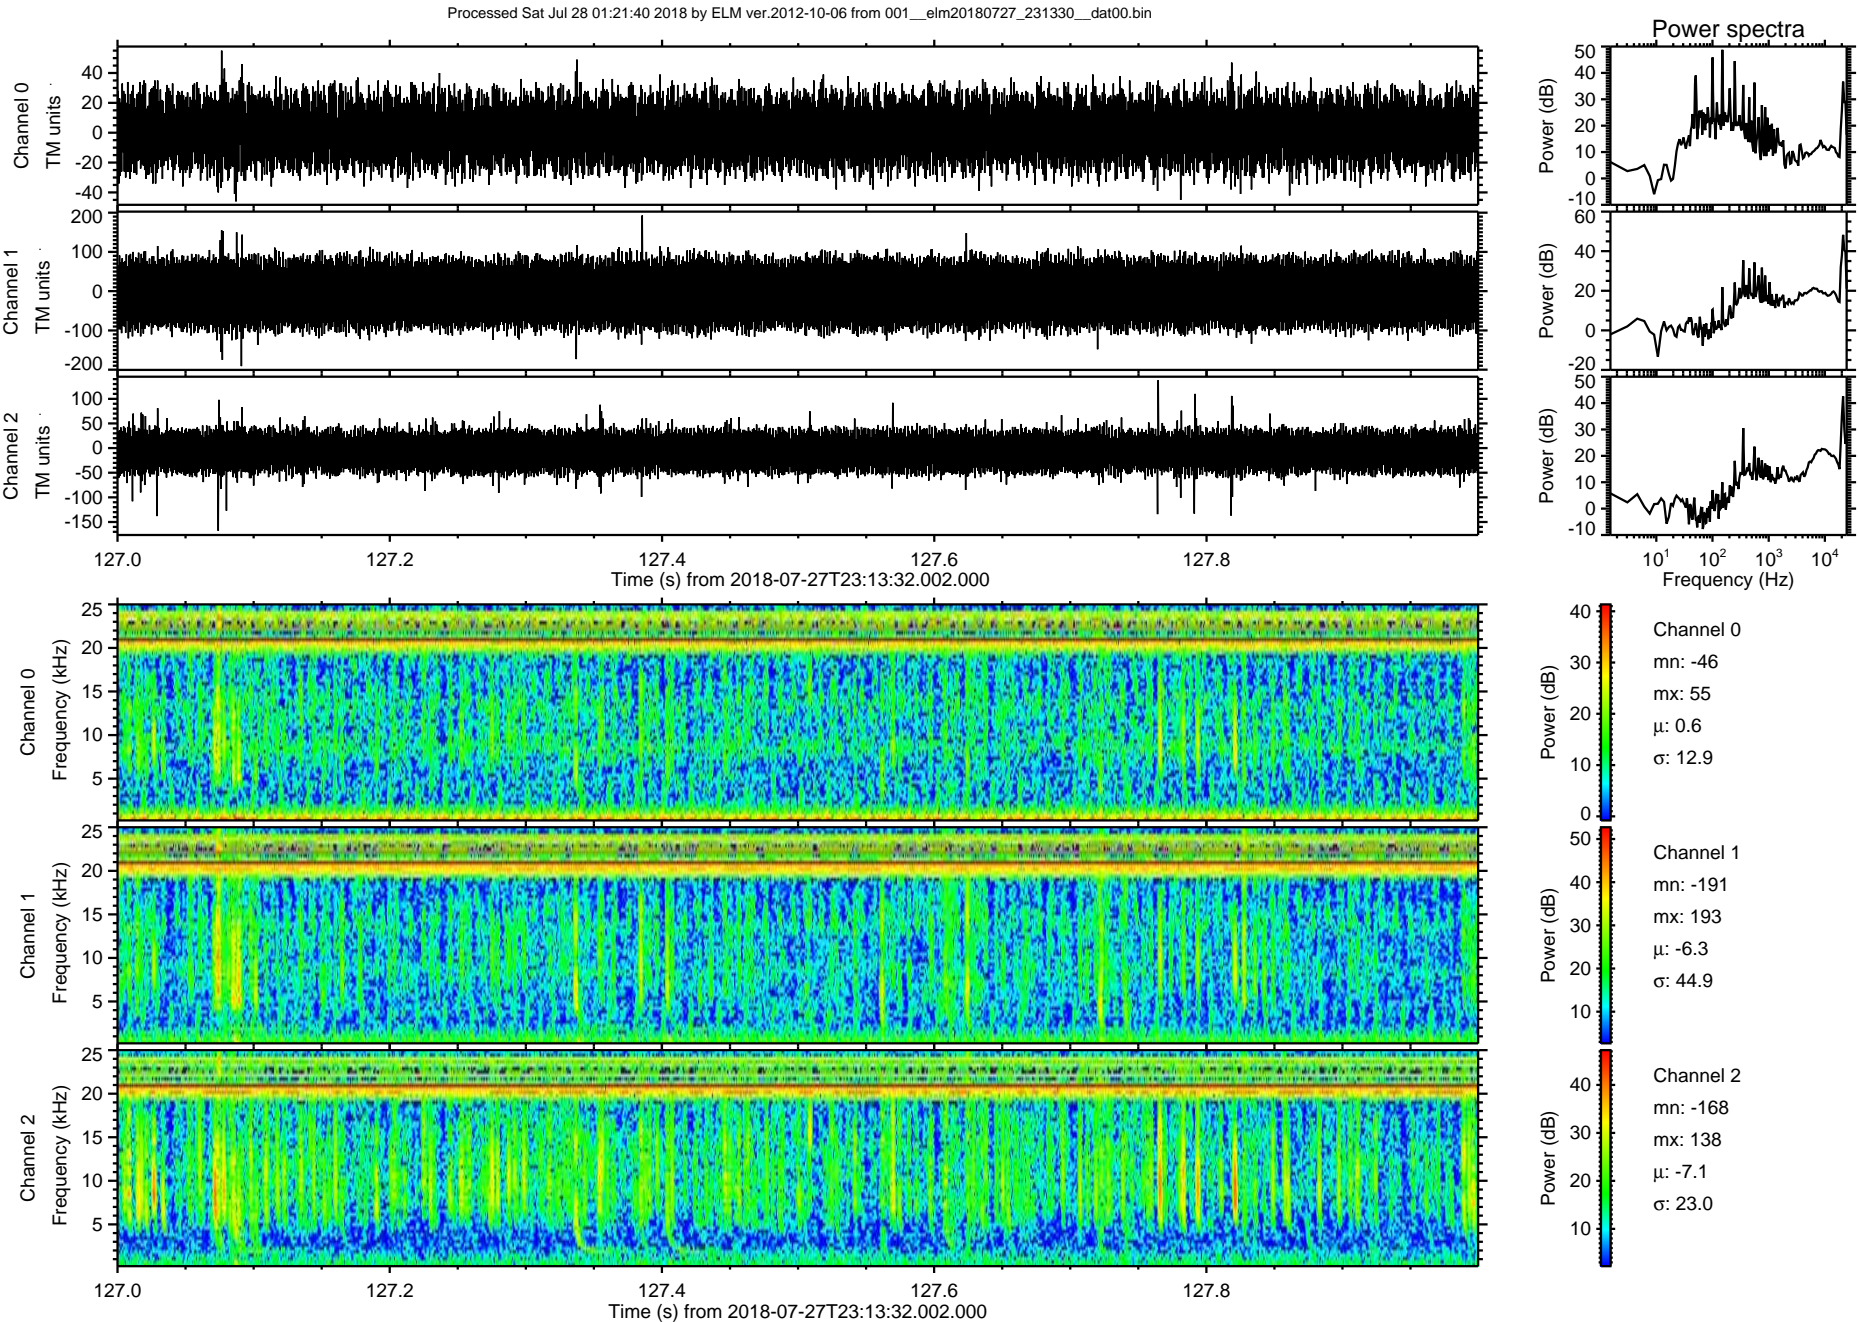 Processed Sat Jul 28 01:21:40 2018 by ELM ver.2012-10-06 from 001__elm20180727_231330__dat00.bin
Power spectra
Channel 0
TM units
40
20
0
-20
-40
Power (dB)
50
40
30
20
10
0
-10
Channel 1
TM units
200
100
0
-100
-200
Power (dB)
60
40
20
0
-20
Channel 2
TM units
100
50
0
-50
-100
-150
Power (dB)
50
40
30
20
10
0
-10
127.0 127.2 127.4 127.6 127.8
Time (s) from 2018-07-27T23:13:32.002.000
10^1 10^2 10^3 10^4
Frequency (Hz)
Channel 0
Frequency (kHz)
25
20
15
10
5
Power (dB)
40
30
20
10
0
Channel 0
mn: -46
mx: 55
μ: 0.6
σ: 12.9
Channel 1
Frequency (kHz)
25
20
15
10
5
Power (dB)
50
40
30
20
10
Channel 1
mn: -191
mx: 193
μ: -6.3
σ: 44.9
Channel 2
Frequency (kHz)
25
20
15
10
5
Power (dB)
40
30
20
10
Channel 2
mn: -168
mx: 138
μ: -7.1
σ: 23.0
127.0 127.2 127.4 127.6 127.8
Time (s) from 2018-07-27T23:13:32.002.000